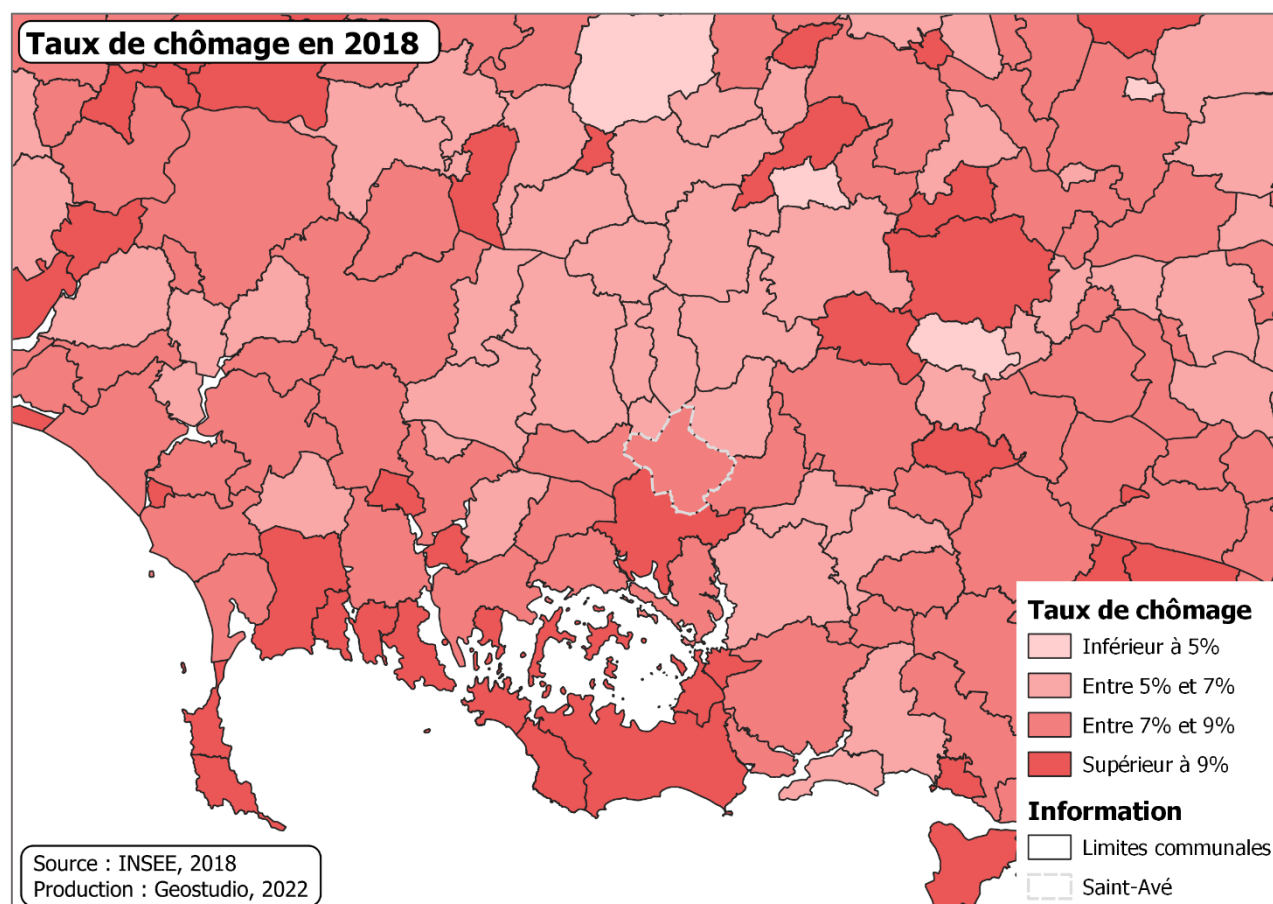 Taux de chômage en 2018
Taux de chômage
Inférieur à 5%
Entre 5% et 7%
Entre 7% et 9%
Supérieur à 9%
Information
Limites communales
Saint-Avé
Source : INSEE, 2018
Production : Geostudio, 2022